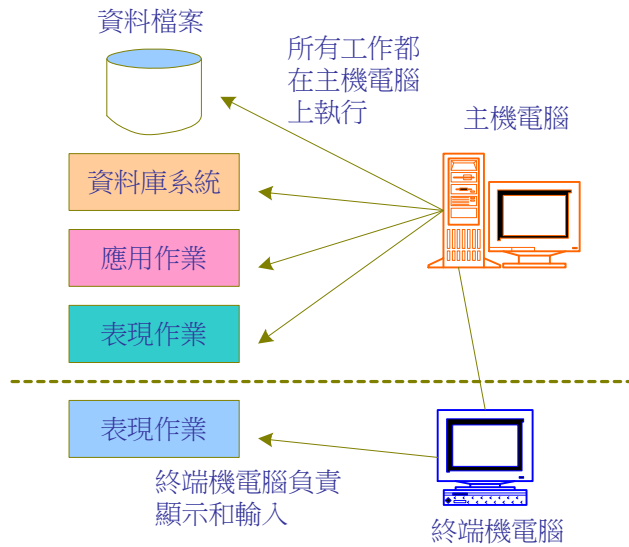 資料檔案
所有工作都
在主機電腦
上執行
主機電腦
資料庫系統
應用作業
表現作業
表現作業
終端機電腦負責
顯示和輸入
終端機電腦